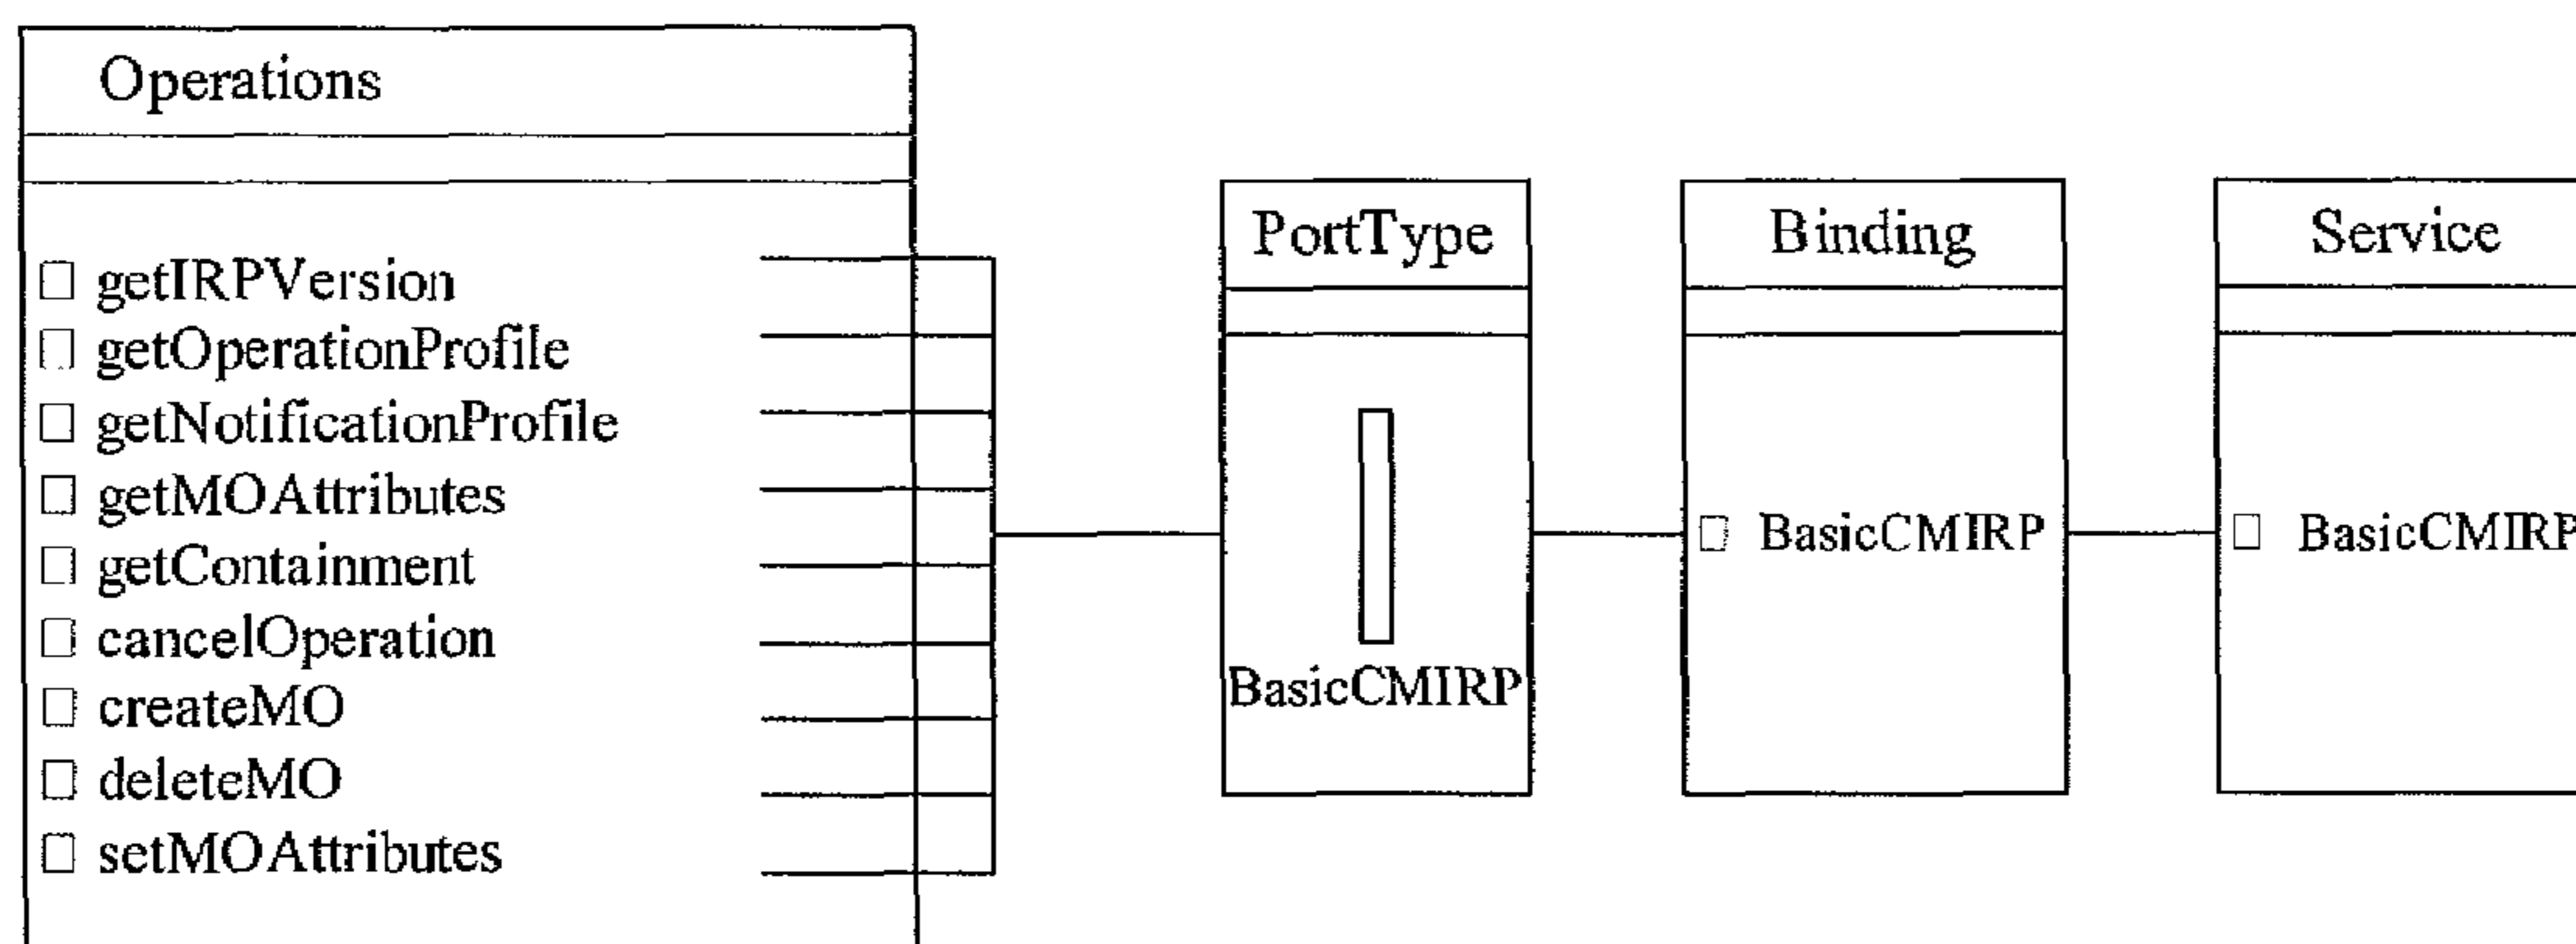 Operations
getIRPVersion
getOperationProfile
getNotificationProfile
getMOAttributes
getContainment
cancelOperation
createMO
deleteMO
setMOAttributes
PortType
BasicCMIRP
Binding
BasicCMIRP
Service
BasicCMIRP